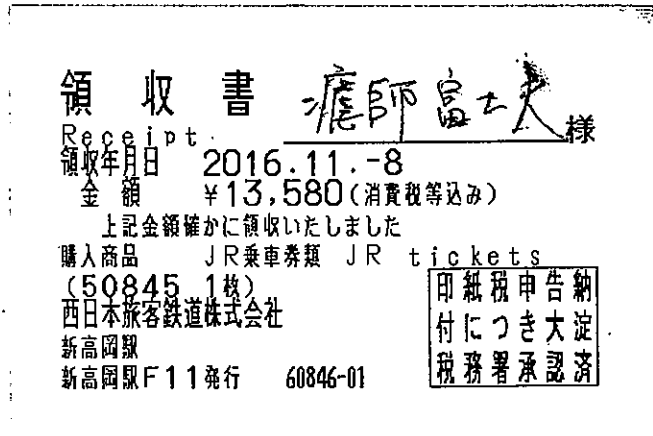 領収書 師富士夫様
Receipt
領収年月日 2016.11.-8
金額 ¥13,580(消費税等込み)
上記金額確かに領収いたしました
購入商品 JR乗車券類 JR tickets
(50845 1枚)
西日本旅客鉄道株式会社
新高岡駅
新高岡駅F11発行 60846-01
印紙税申告納
付につき大淀
税務署承認済